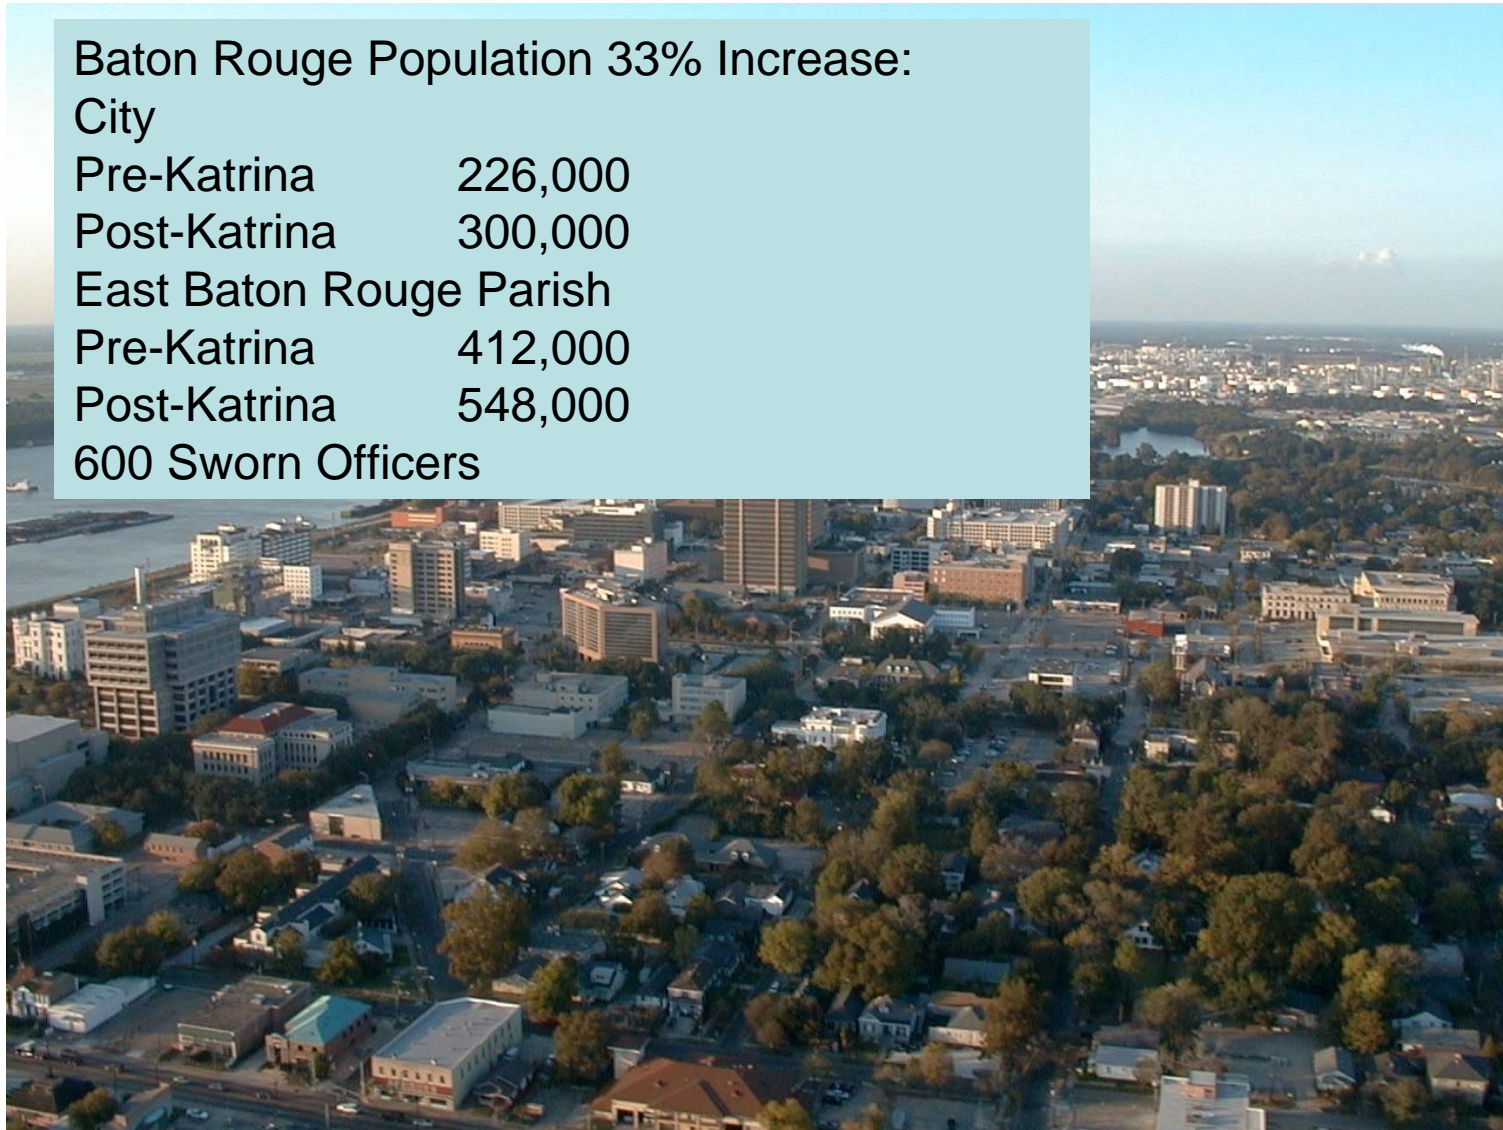 Baton Rouge Population 33% Increase:
City
Pre-Katrina 226,000
Post-Katrina 300,000
East Baton Rouge Parish
Pre-Katrina 412,000
Post-Katrina 548,000
600 Sworn Officers